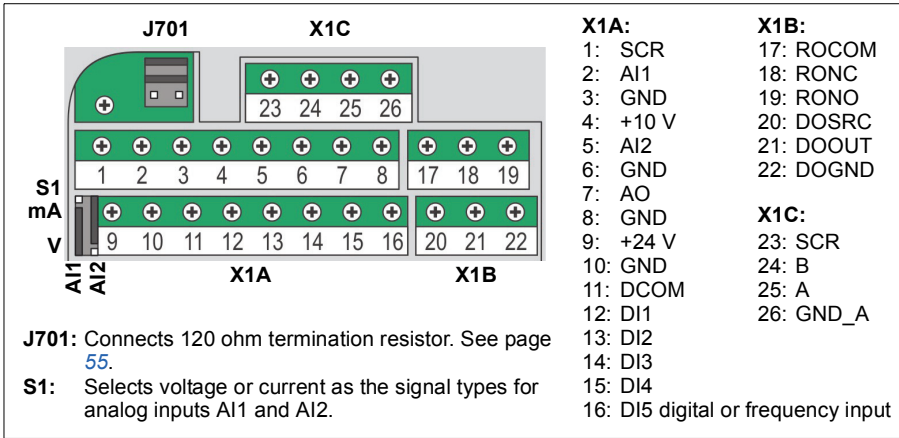 J701 X1C
23 24 25 26
1 2 3 4 5 6 7 8 17 18 19
S1
mA
V
9 10 11 12 13 14 15 16 20 21 22
AI1
AI2
X1A X1B
J701: Connects 120 ohm termination resistor. See page
55.
S1: Selects voltage or current as the signal types for
analog inputs AI1 and AI2.
X1A:
1: SCR
2: AI1
3: GND
4: +10 V
5: AI2
6: GND
7: AO
8: GND
9: +24 V
10: GND
11: DCOM
12: DI1
13: DI2
14: DI3
15: DI4
16: DI5 digital or frequency input
X1B:
17: ROCOM
18: RONC
19: RONO
20: DOSRC
21: DOOUT
22: DOGND
X1C:
23: SCR
24: B
25: A
26: GND_A